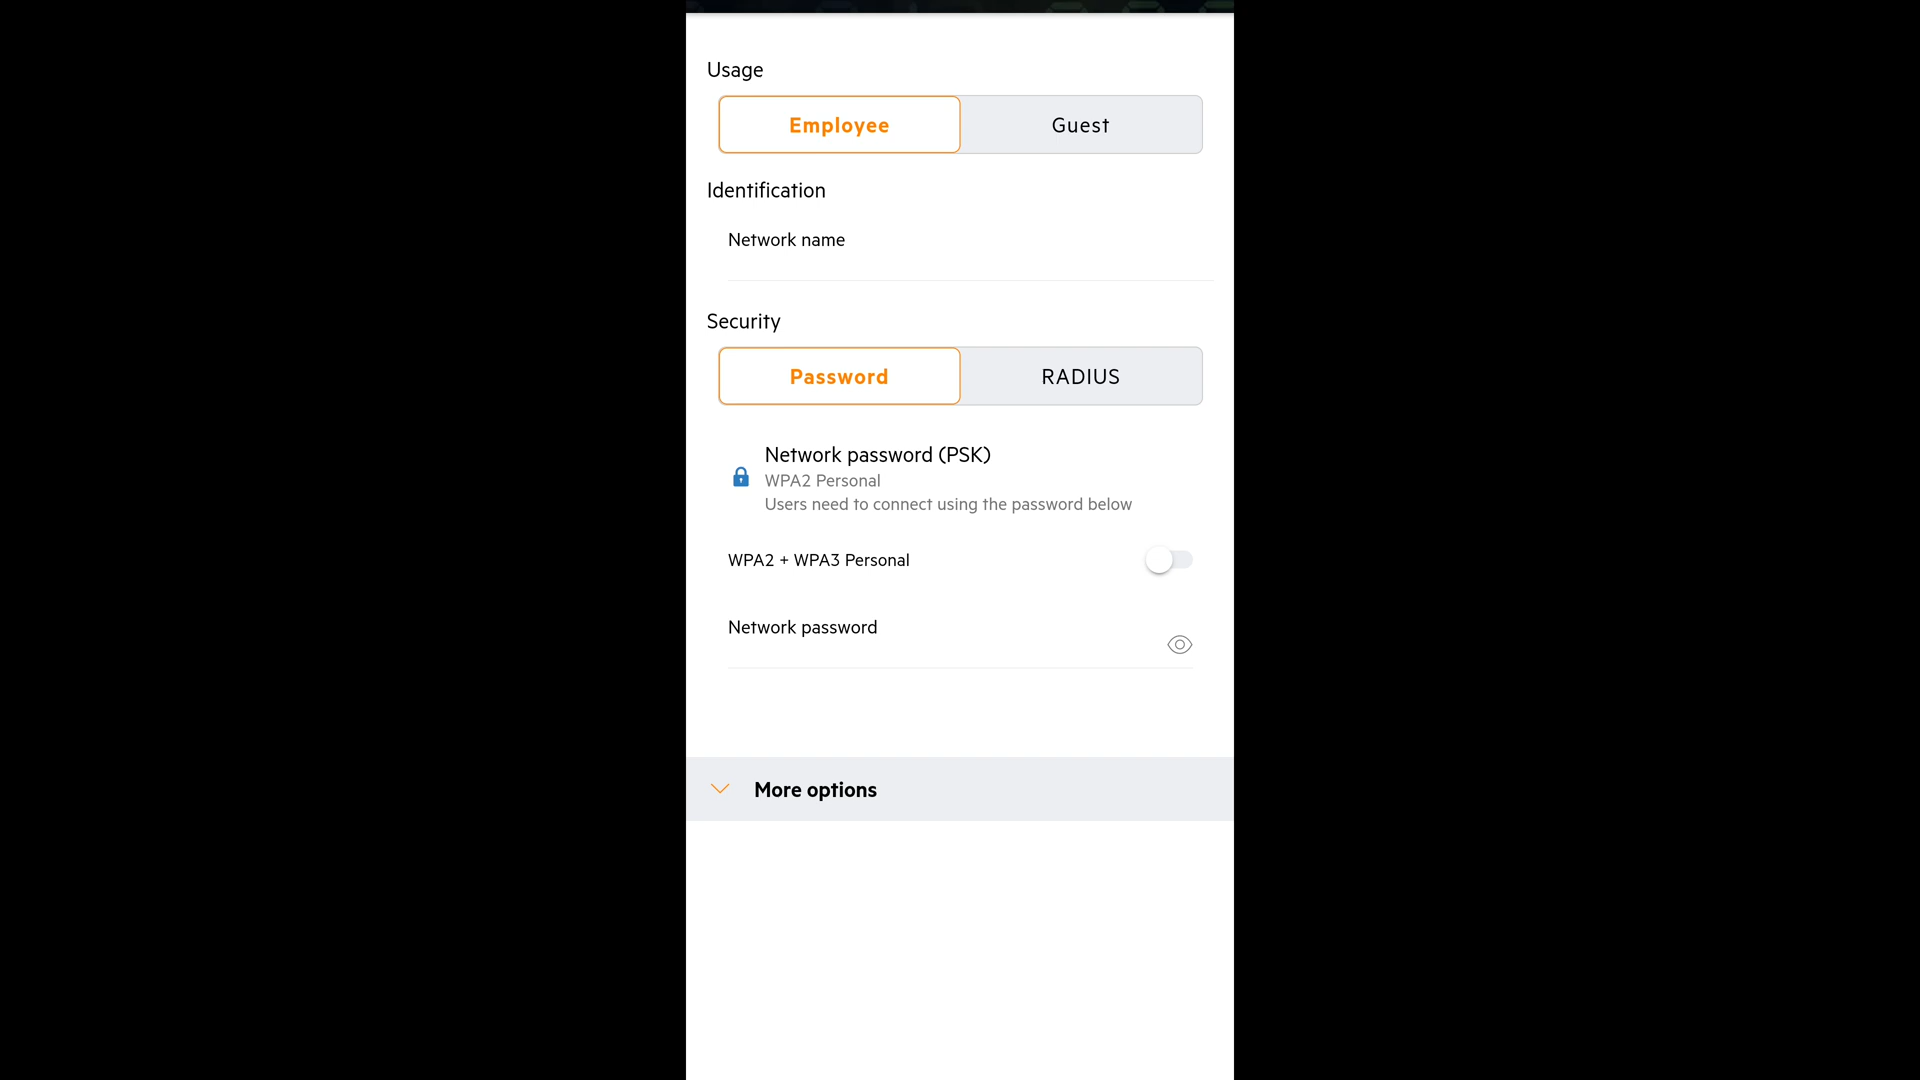 Usage
Employee
Guest
Identification
Network name
Security
Password
RADIUS
Network password (PSK)
WPA2 Personal
Users need to connect using the password below
WPA2 + WPA3 Personal
Network password
More options